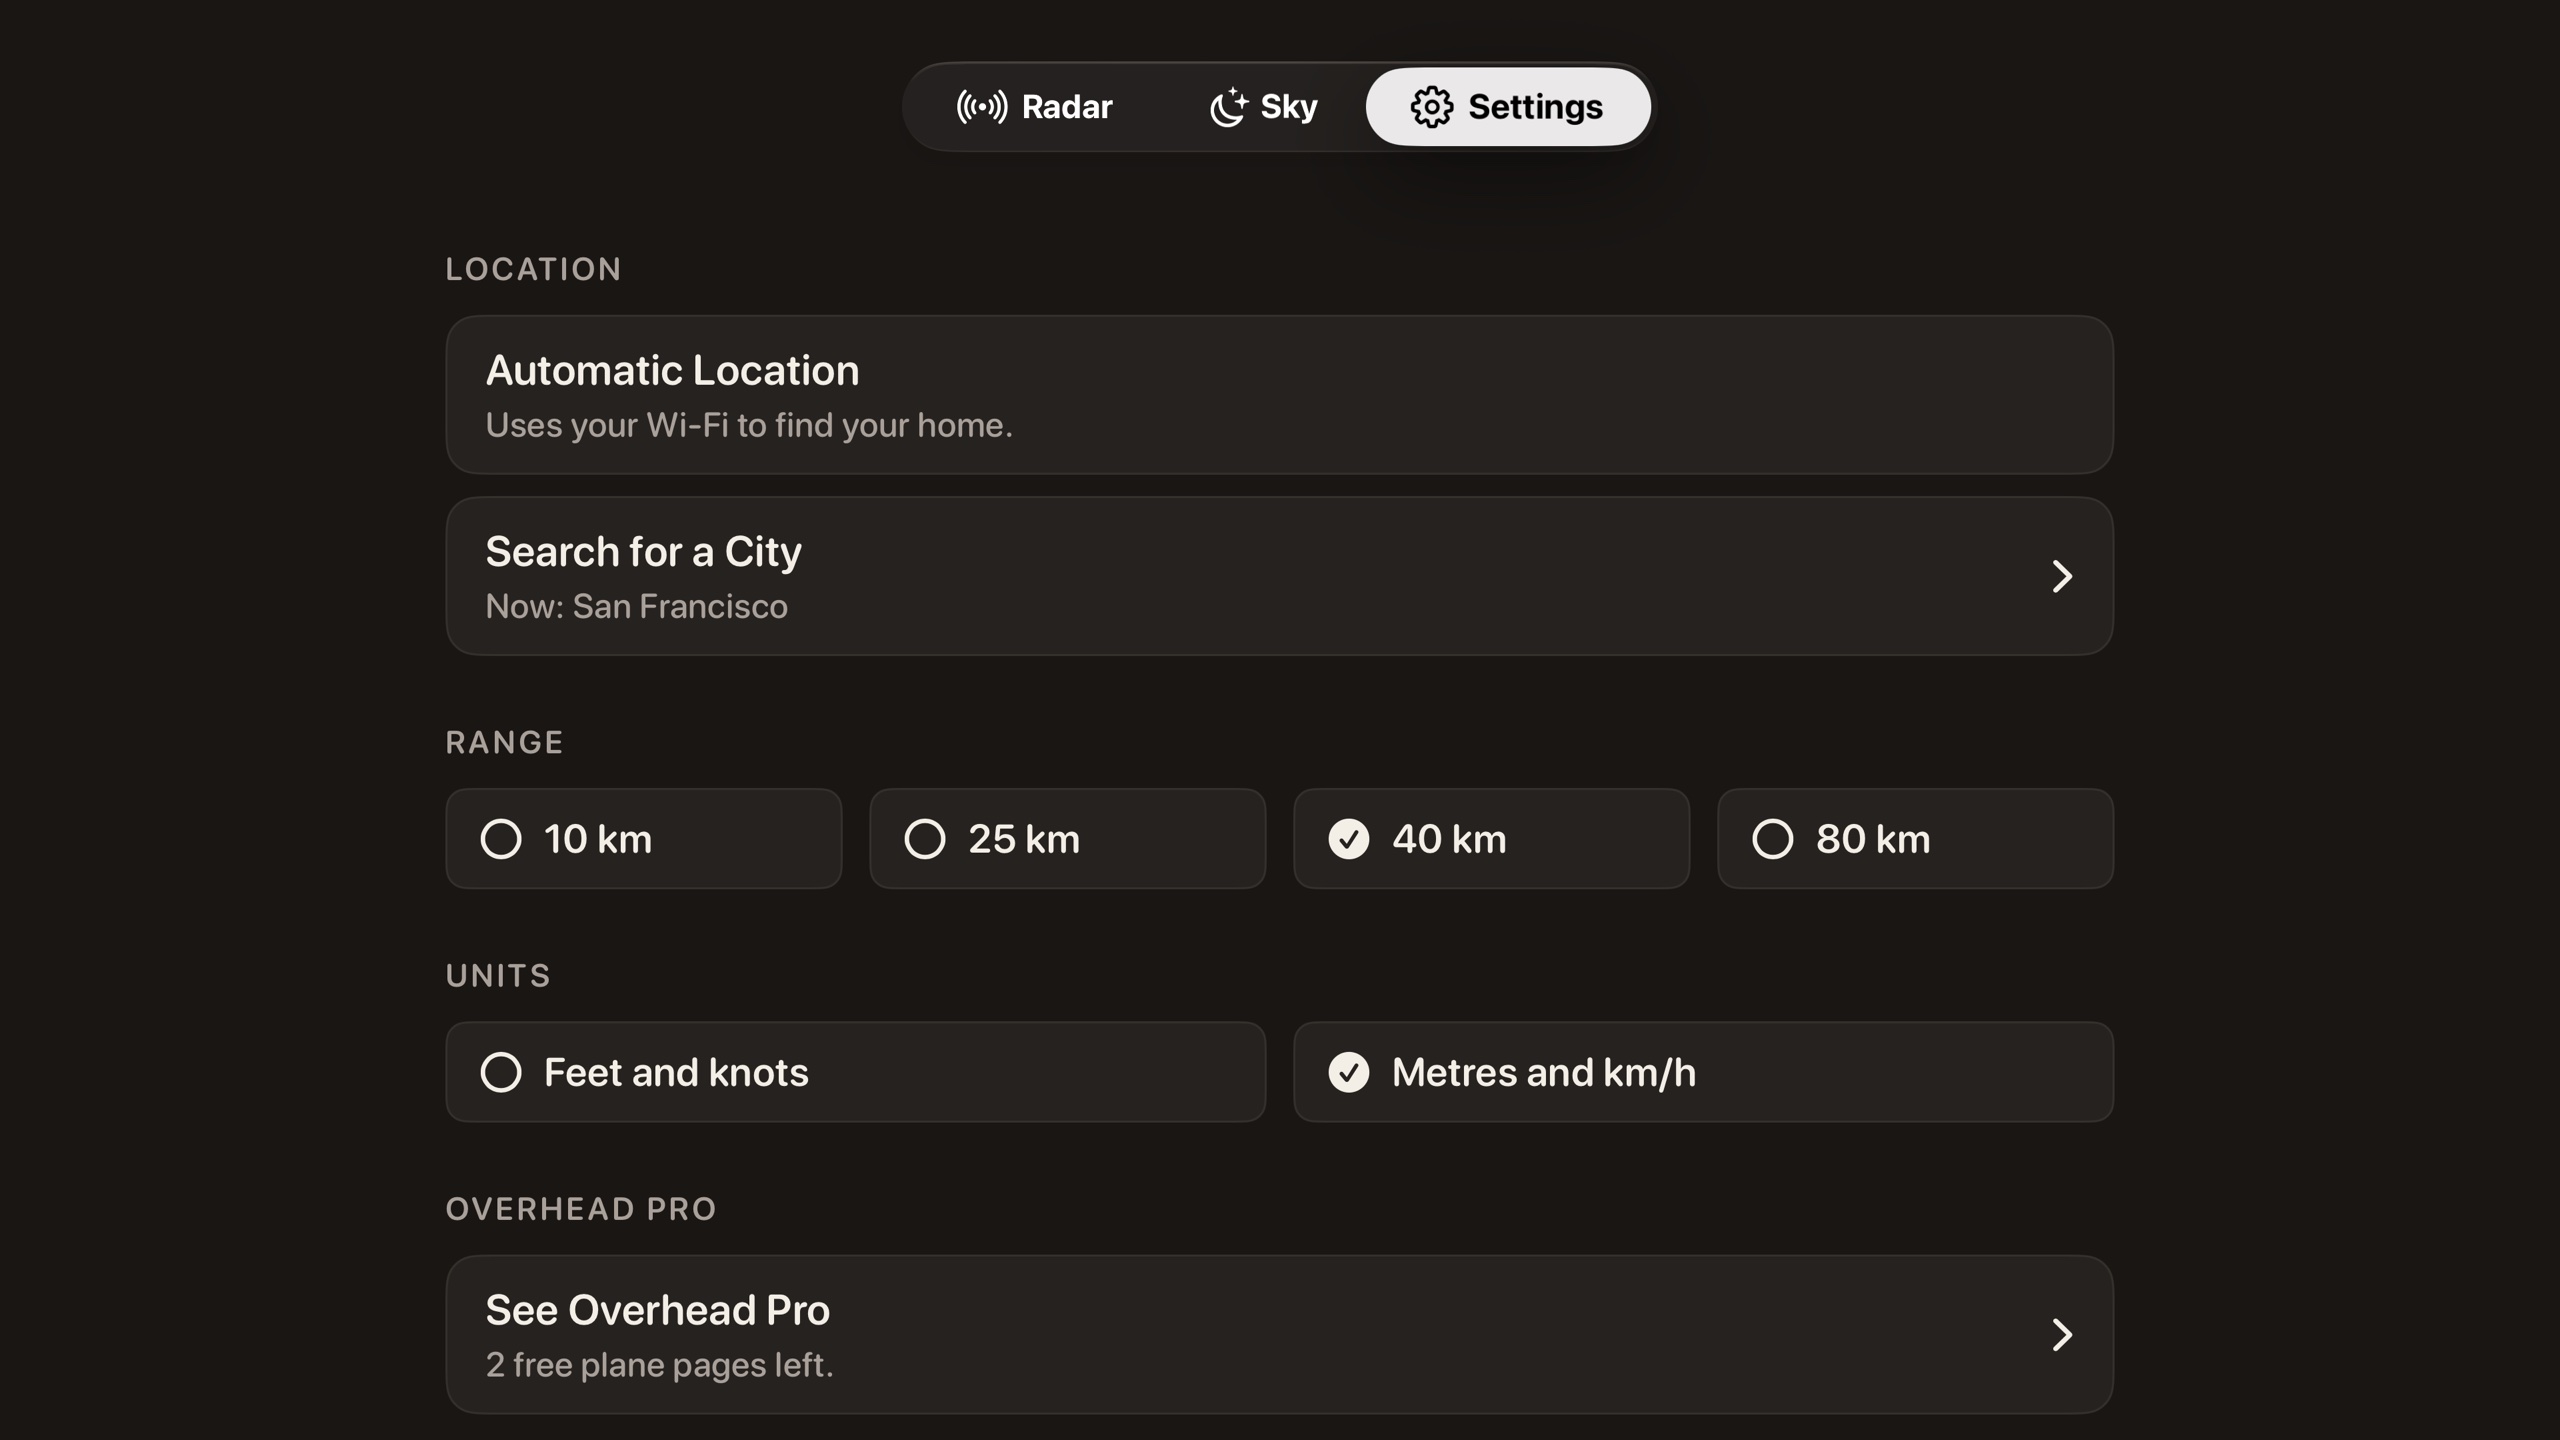 Radar
Sky
Settings
LOCATION
Automatic Location
Uses your Wi-Fi to find your home.
Search for a City
Now: San Francisco
RANGE
10 km
25 km
40 km
80 km
UNITS
Feet and knots
Metres and km/h
OVERHEAD PRO
See Overhead Pro
2 free plane pages left.